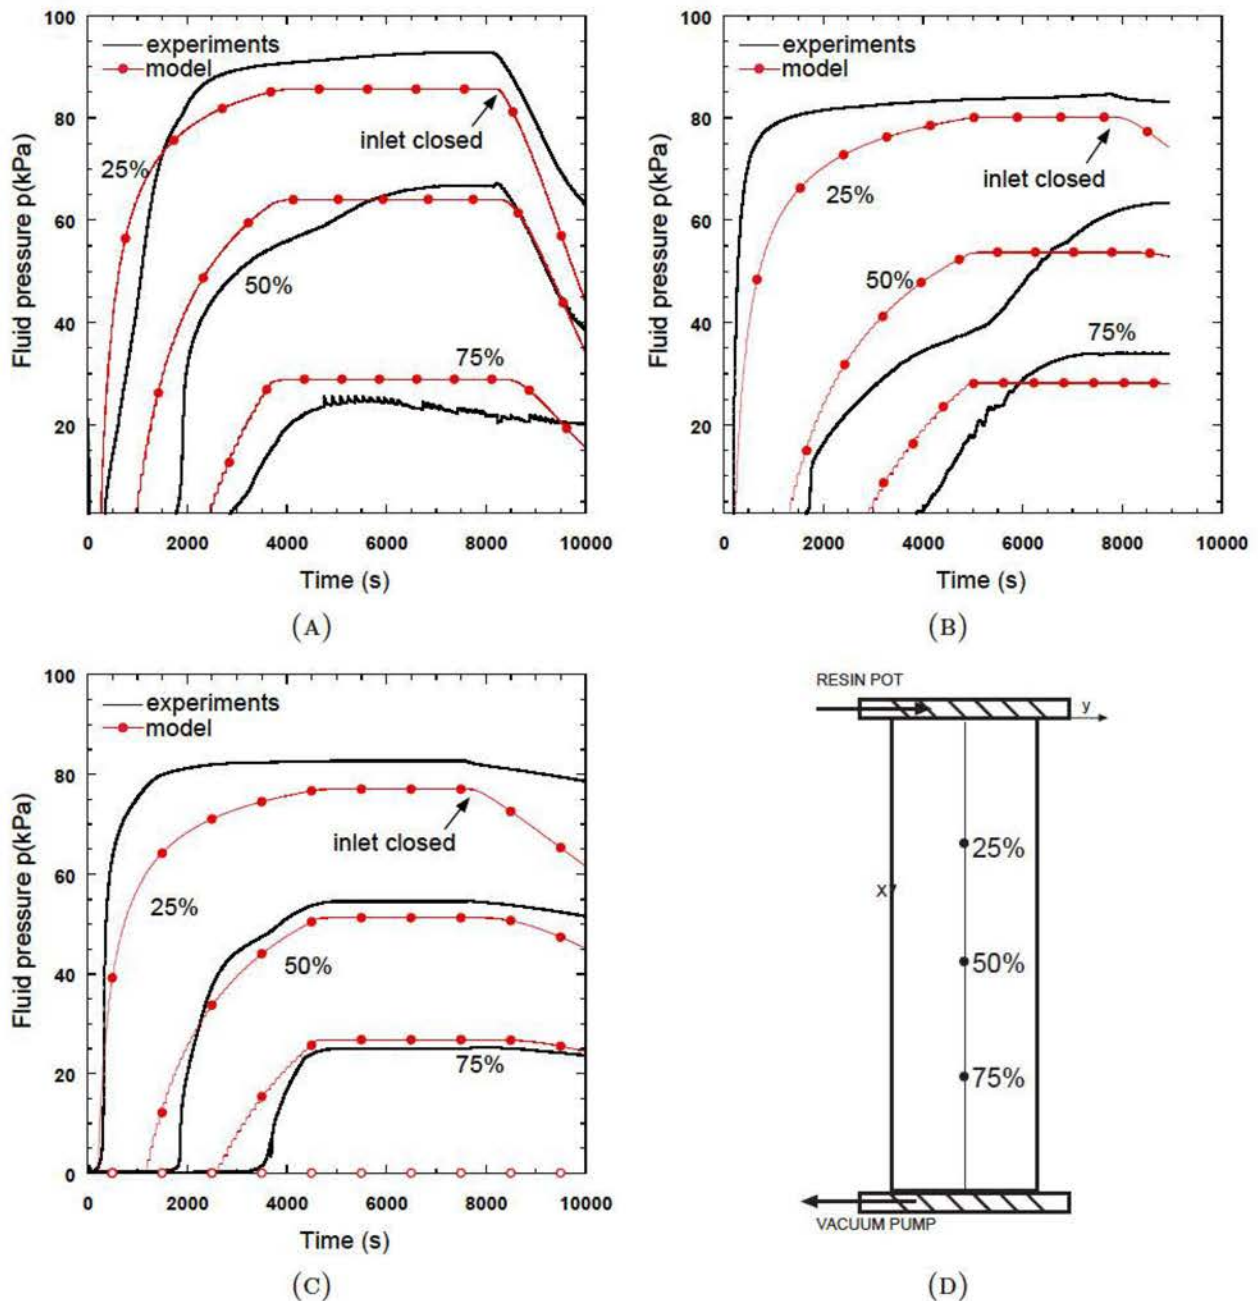 100
80
60
40
20
Fluid pressure p(kPa)
experiments
model
inlet closed
25%
50%
75%
0 2000 4000 6000 8000 10000
Time (s)
(A)
100
80
60
40
20
Fluid pressure p(kPa)
experiments
model
inlet closed
25%
50%
75%
0 2000 4000 6000 8000 10000
Time (s)
(B)
100
80
60
40
20
0
Fluid pressure p(kPa)
experiments
model
inlet closed
25%
50%
75%
0 2000 4000 6000 8000 10000
Time (s)
(C)
RESIN POT
y
25%
X
50%
75%
VACUUM PUMP
(D)